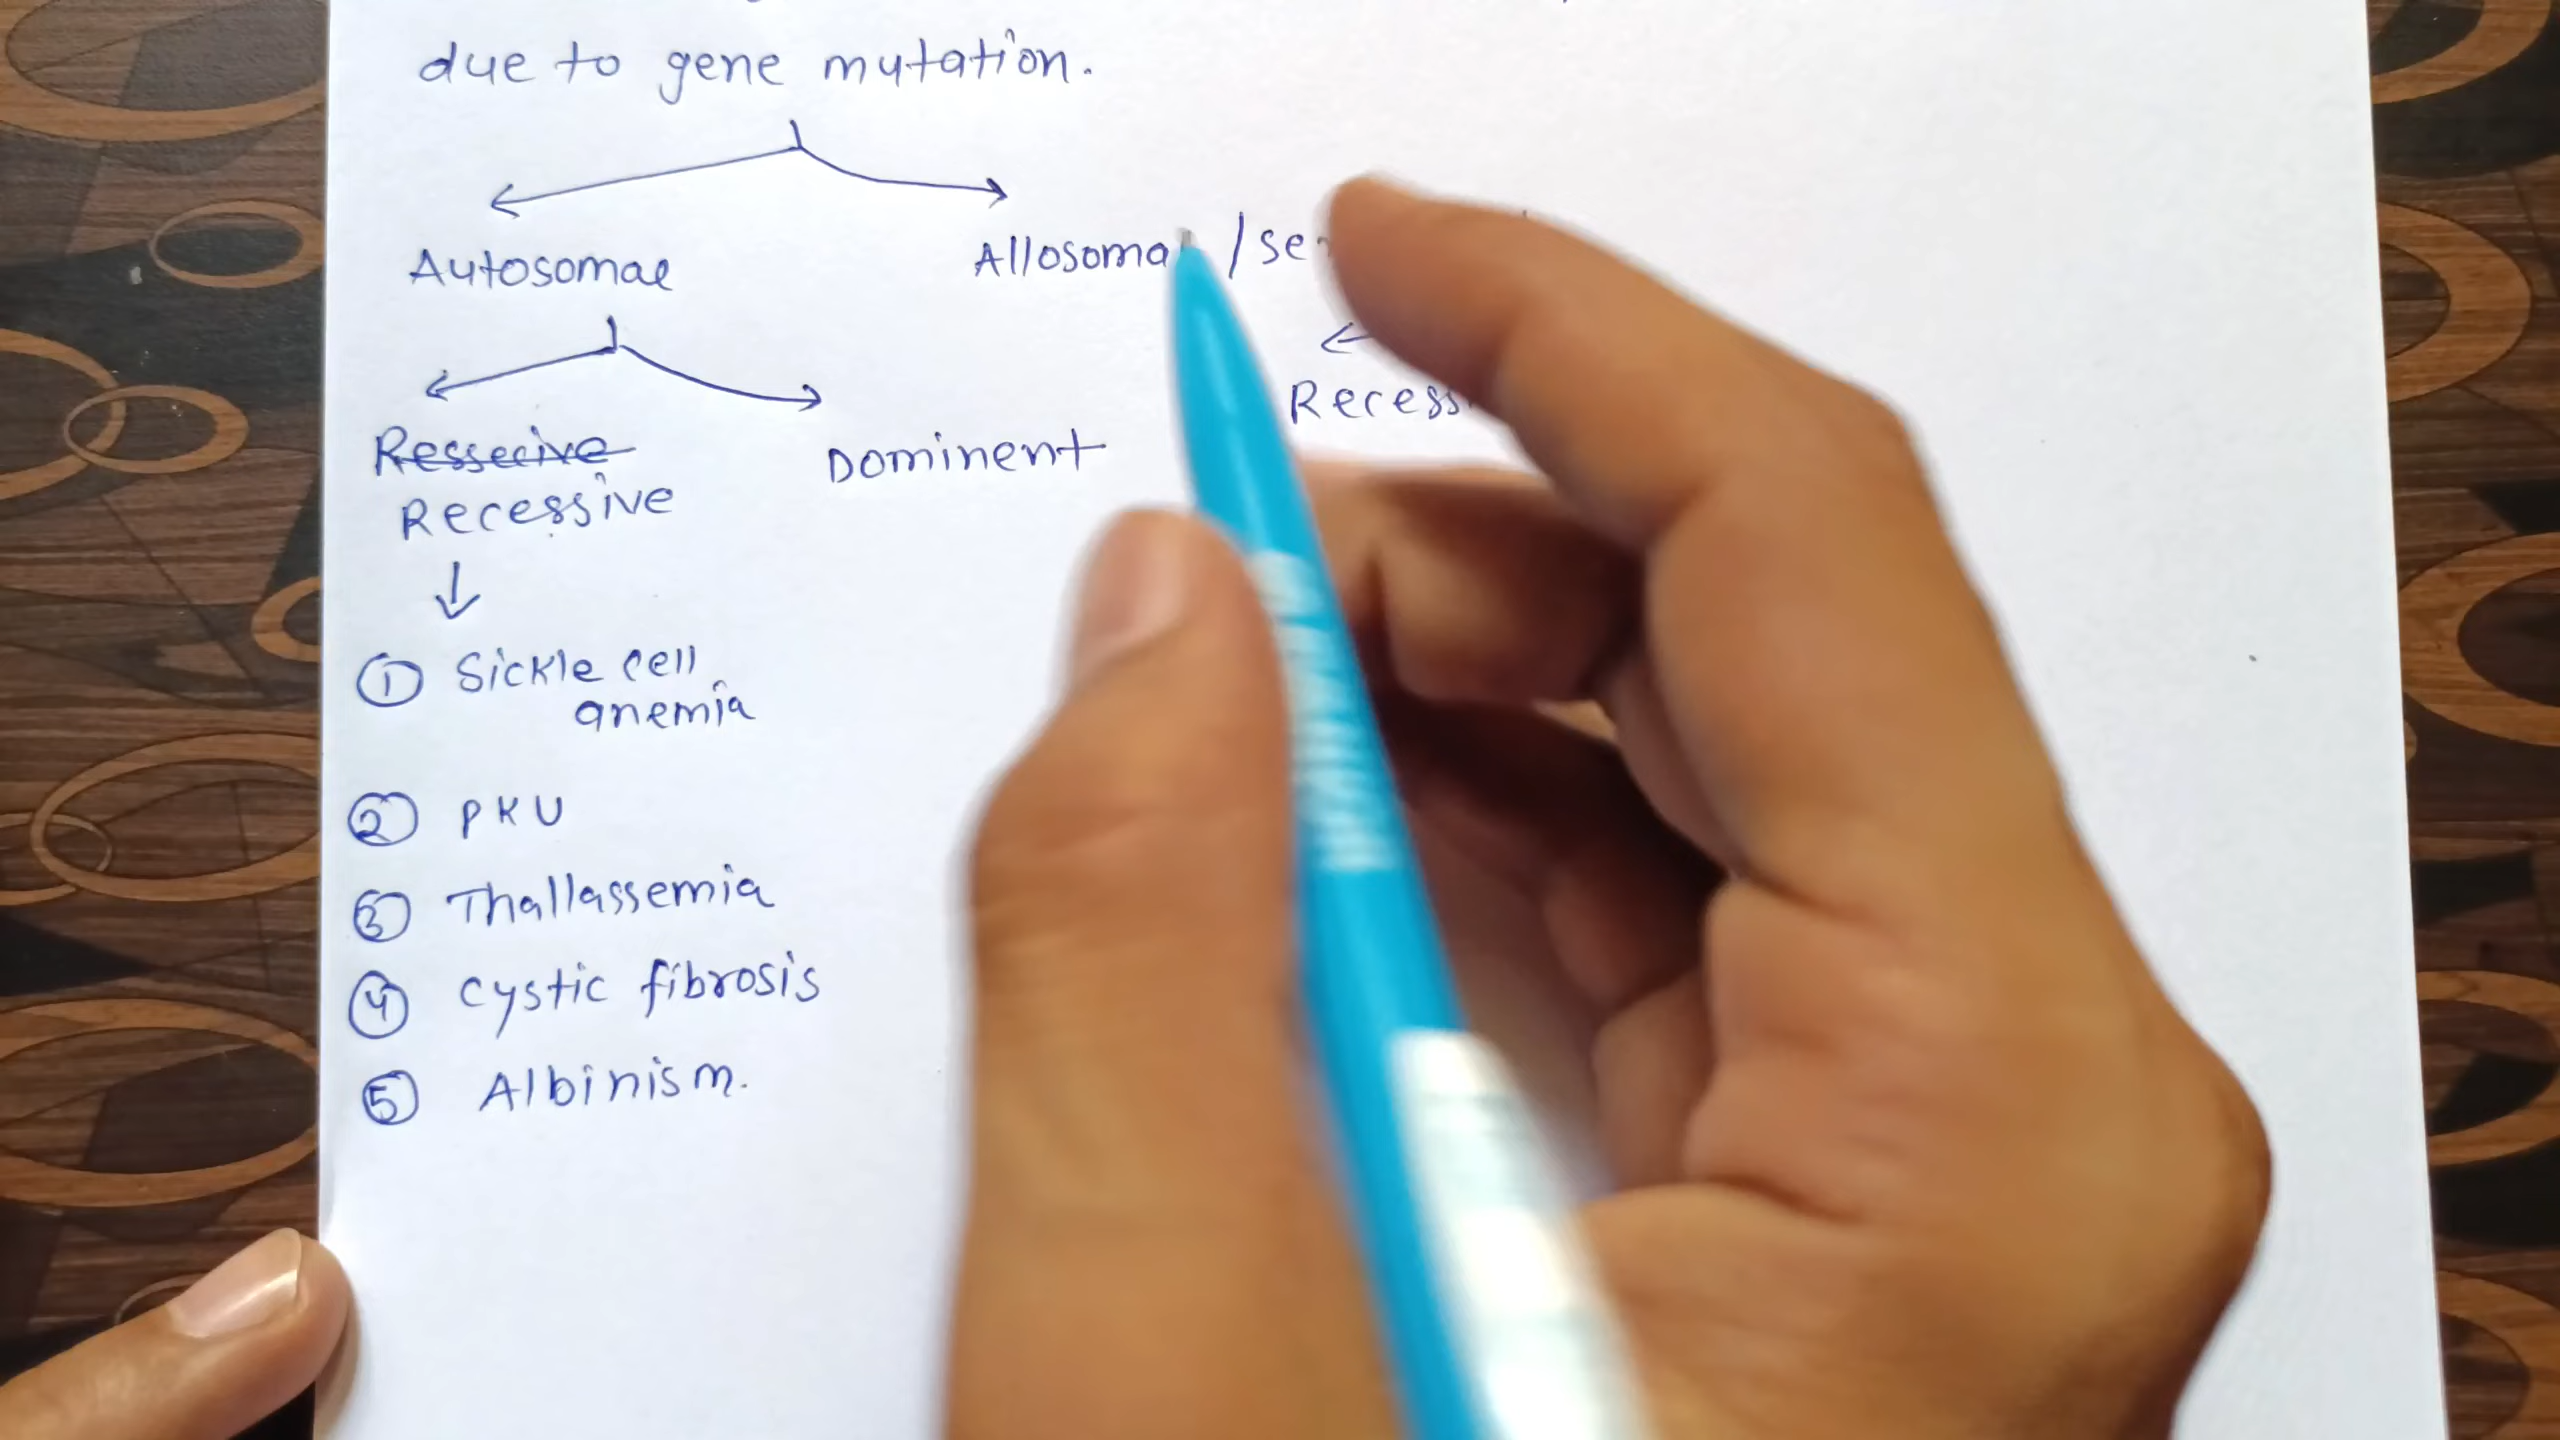 due to gene mutation.
Autosomal
Allosomal /se
Ressecive
Recessive
Dominent
Recess
① Sickle cell
anemia
② PKU
③ Thallassemia
④ Cystic fibrosis
⑤ Albinism.